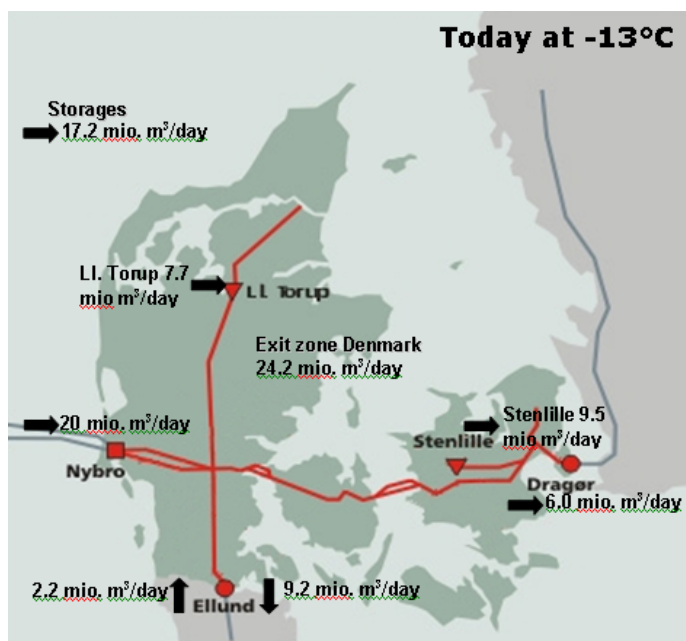 Today at -13°C
Storages
17.2 mio. m³/day
Ll. Torup 7.7
mio m³/day
Ll. Torup
Exit zone Denmark
24.2 mio. m³/day
20 mio. m³/day
Nybro
Stenlille 9.5
mio m³/day
Stenlille
Dragør
6.0 mio. m³/day
2.2 mio. m³/day
Ellund
9.2 mio. m³/day